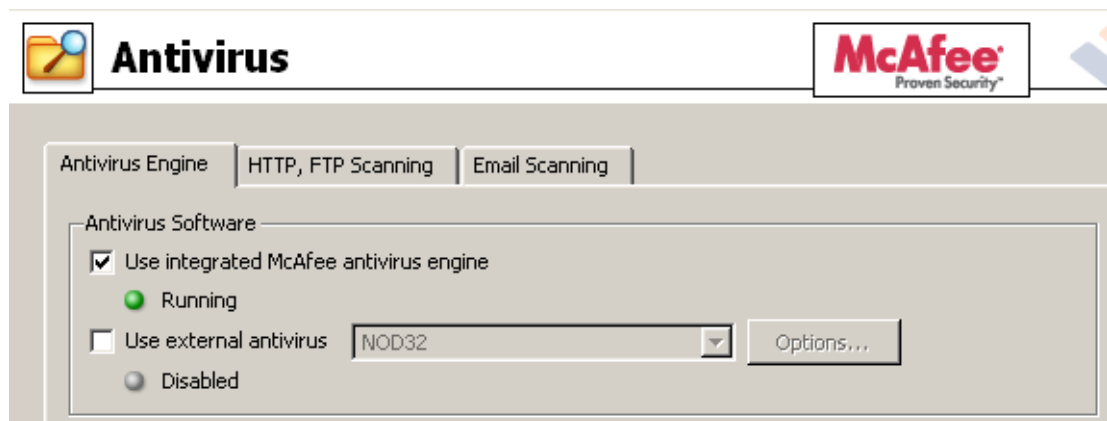 Antivirus
McAfee
Proven Security™
Antivirus Engine
HTTP, FTP Scanning
Email Scanning
Antivirus Software
Use integrated McAfee antivirus engine
Running
Use external antivirus
NOD32
Options...
Disabled